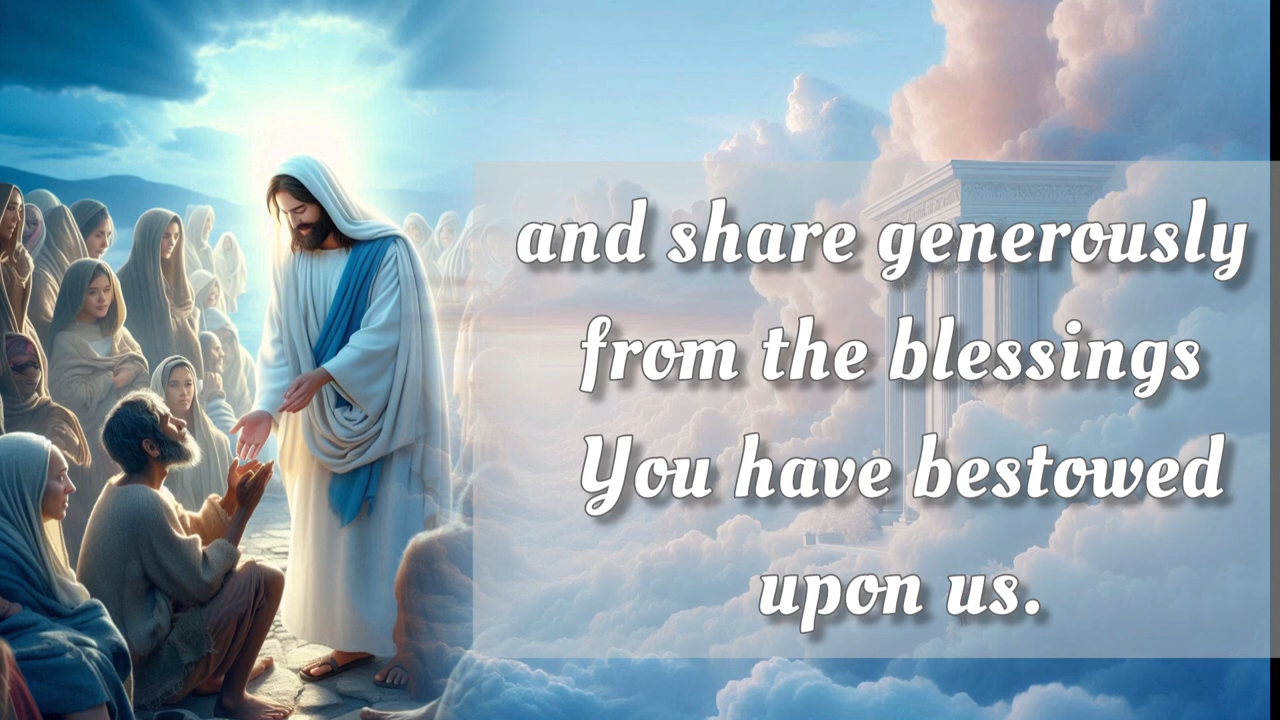 and share generously
from the blessings
You have bestowed
upon us.